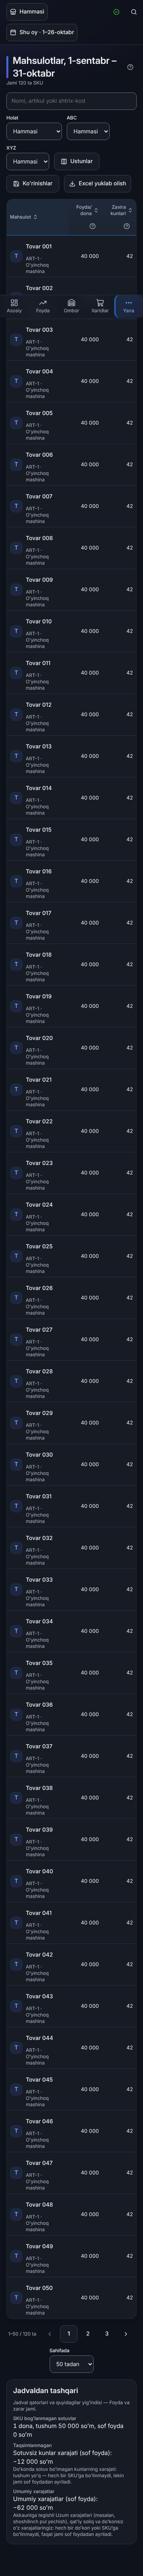 Hammasi
Shu oy · 1–26-oktabr
Mahsulotlar, 1-sentabr –
31-oktabr
Jami 120 ta SKU
Nomi, artikul yoki shtrix-kod
Holat
ABC
Hammasi
Hammasi
XYZ
Hammasi
Ustunlar
Ko'rinishlar
Excel yuklab olish
Mahsulot
Foyda/
dona
Zaxira
kunlari
Tovar 001
T
ART-1 ·
O'yinchoq
mashina
40 000
42
Tovar 002
Asosiy
Foyda
Ombor
Xaridlar
Yana
Tovar 003
T
ART-1 ·
O'yinchoq
mashina
40 000
42
Tovar 004
T
ART-1 ·
O'yinchoq
mashina
40 000
42
Tovar 005
T
ART-1 ·
O'yinchoq
mashina
40 000
42
Tovar 006
T
ART-1 ·
O'yinchoq
mashina
40 000
42
Tovar 007
T
ART-1 ·
O'yinchoq
mashina
40 000
42
Tovar 008
T
ART-1 ·
O'yinchoq
mashina
40 000
42
Tovar 009
T
ART-1 ·
O'yinchoq
mashina
40 000
42
Tovar 010
T
ART-1 ·
O'yinchoq
mashina
40 000
42
Tovar 011
T
ART-1 ·
O'yinchoq
mashina
40 000
42
Tovar 012
T
ART-1 ·
O'yinchoq
mashina
40 000
42
Tovar 013
T
ART-1 ·
O'yinchoq
mashina
40 000
42
Tovar 014
T
ART-1 ·
O'yinchoq
mashina
40 000
42
Tovar 015
T
ART-1 ·
O'yinchoq
mashina
40 000
42
Tovar 016
T
ART-1 ·
O'yinchoq
mashina
40 000
42
Tovar 017
T
ART-1 ·
O'yinchoq
mashina
40 000
42
Tovar 018
T
ART-1 ·
O'yinchoq
mashina
40 000
42
Tovar 019
T
ART-1 ·
O'yinchoq
mashina
40 000
42
Tovar 020
T
ART-1 ·
O'yinchoq
mashina
40 000
42
Tovar 021
T
ART-1 ·
O'yinchoq
mashina
40 000
42
Tovar 022
T
ART-1 ·
O'yinchoq
mashina
40 000
42
Tovar 023
T
ART-1 ·
O'yinchoq
mashina
40 000
42
Tovar 024
T
ART-1 ·
O'yinchoq
mashina
40 000
42
Tovar 025
T
ART-1 ·
O'yinchoq
mashina
40 000
42
Tovar 026
T
ART-1 ·
O'yinchoq
mashina
40 000
42
Tovar 027
T
ART-1 ·
O'yinchoq
mashina
40 000
42
Tovar 028
T
ART-1 ·
O'yinchoq
mashina
40 000
42
Tovar 029
T
ART-1 ·
O'yinchoq
mashina
40 000
42
Tovar 030
T
ART-1 ·
O'yinchoq
mashina
40 000
42
Tovar 031
T
ART-1 ·
O'yinchoq
mashina
40 000
42
Tovar 032
T
ART-1 ·
O'yinchoq
mashina
40 000
42
Tovar 033
T
ART-1 ·
O'yinchoq
mashina
40 000
42
Tovar 034
T
ART-1 ·
O'yinchoq
mashina
40 000
42
Tovar 035
T
ART-1 ·
O'yinchoq
mashina
40 000
42
Tovar 036
T
ART-1 ·
O'yinchoq
mashina
40 000
42
Tovar 037
T
ART-1 ·
O'yinchoq
mashina
40 000
42
Tovar 038
T
ART-1 ·
O'yinchoq
mashina
40 000
42
Tovar 039
T
ART-1 ·
O'yinchoq
mashina
40 000
42
Tovar 040
T
ART-1 ·
O'yinchoq
mashina
40 000
42
Tovar 041
T
ART-1 ·
O'yinchoq
mashina
40 000
42
Tovar 042
T
ART-1 ·
O'yinchoq
mashina
40 000
42
Tovar 043
T
ART-1 ·
O'yinchoq
mashina
40 000
42
Tovar 044
T
ART-1 ·
O'yinchoq
mashina
40 000
42
Tovar 045
T
ART-1 ·
O'yinchoq
mashina
40 000
42
Tovar 046
T
ART-1 ·
O'yinchoq
mashina
40 000
42
Tovar 047
T
ART-1 ·
O'yinchoq
mashina
40 000
42
Tovar 048
T
ART-1 ·
O'yinchoq
mashina
40 000
42
Tovar 049
T
ART-1 ·
O'yinchoq
mashina
40 000
42
Tovar 050
T
ART-1 ·
O'yinchoq
mashina
40 000
42
1–50 / 120 ta
1
2
3
Sahifada
50 tadan
Jadvaldan tashqari
Jadval qatorlari va quyidagilar yig'indisi — Foyda va
zarar jami.
SKU bog'lanmagan sotuvlar
1 dona, tushum 50 000 so'm, sof foyda
0 so'm
Taqsimlanmagan
Sotuvsiz kunlar xarajati (sof foyda):
−12 000 so'm
Do'konda sotuv bo'lmagan kunlarning xarajati:
taqsimlash ulushi yo'q — hech bir SKU'ga bo'linmaydi, lekin
jami sof foydadan ayriladi.
Umumiy xarajatlar
Umumiy xarajatlar (sof foyda):
−62 000 so'm